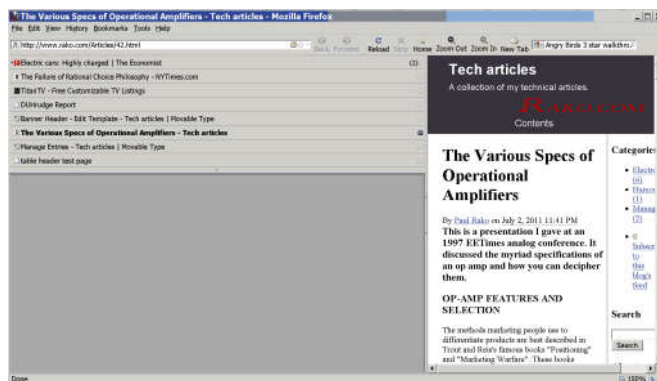 The Various Specs of Operational Amplifiers - Tech articles - Mozilla Firefox
File Edit View History Bookmarks Tools Help
http://www.rako.com/Articles/42.html
Back Forward Reload Stop Home Zoom Out Zoom In New Tab Angry Birds 3 star walkthro
Electric cars: Highly charged | The Economist
The Failure of Rational Choice Philosophy - NYTimes.com
TitanTV - Free Customizable TV Listings
Report
Banner Header - Edit Template - Tech articles | Movable Type
The Various Specs of Operational Amplifiers - Tech articles
Manage Entries - Tech articles | Movable Type
table header test page
Tech articles
A collection of my technical articles.
RAKO.COM
Contents
The Various Specs of
Operational
Amplifiers
By Paul Rako on July 2, 2011 11:41 PM
This is a presentation I gave at an
1997 EETimes analog conference. It
discussed the myriad specifications of
an op amp and how you can decipher
them.
OP-AMP FEATURES AND
SELECTION
The methods marketing people use to
differentiate products are best described in
Trout and Reis's famous books "Positioning"
and "Marketing Warfare". These books
Categories
Electro
(4)
Humor
(1)
Manag
(2)
Subscr
to
this
blog's
feed
Search
Search
Done
150%